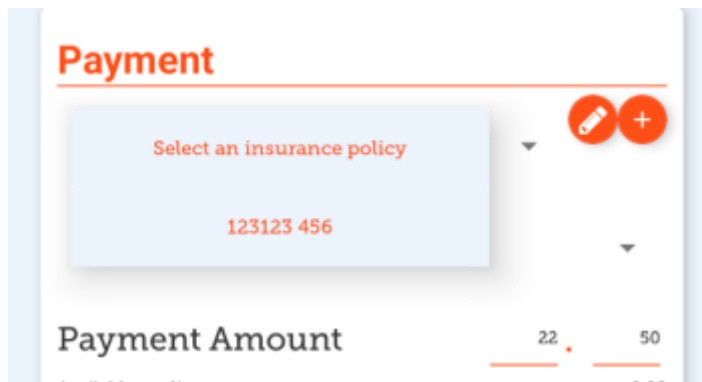 Payment
Select an insurance policy
123123 456
Payment Amount
22 . 50